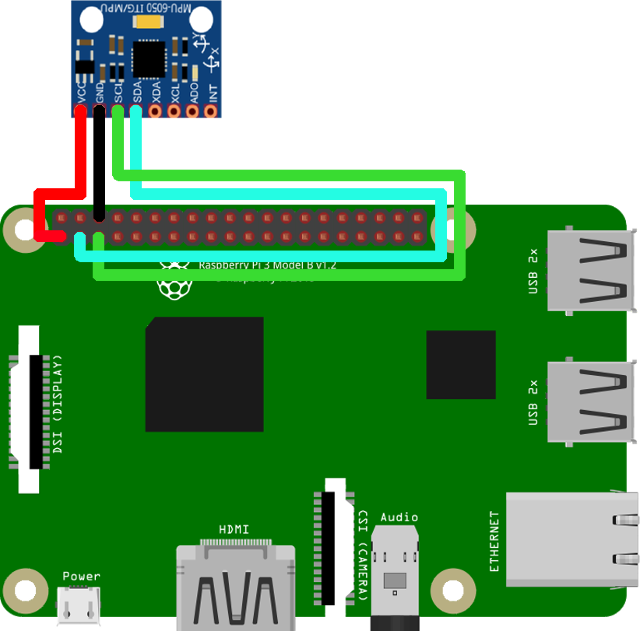 MPU-6050 ITG/MPU
X
Y
VCC
GND
SCL
SDA
XDA
XCL
ADO
INT
Raspberry Pi 3 Model B v1.2
USB 2x
USB 2x
DSI (DISPLAY)
CSI (CAMERA)
Audio
ETHERNET
HDMI
Power